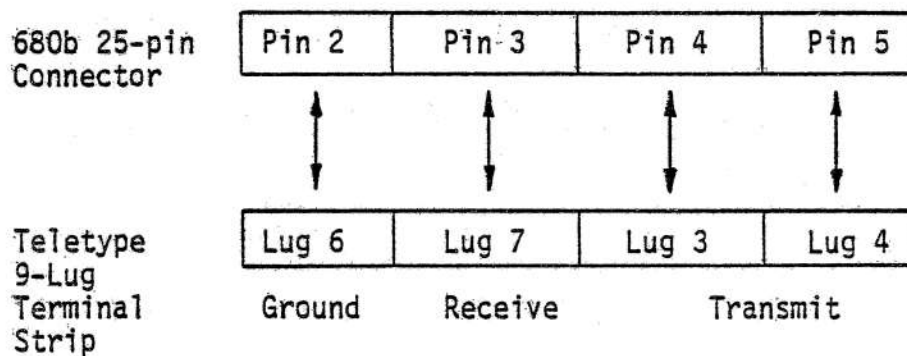 680b 25-pin Connector
Pin 2 Pin 3 Pin 4 Pin 5
Teletype 9-Lug Terminal Strip
Lug 6 Lug 7 Lug 3 Lug 4
Ground Receive Transmit